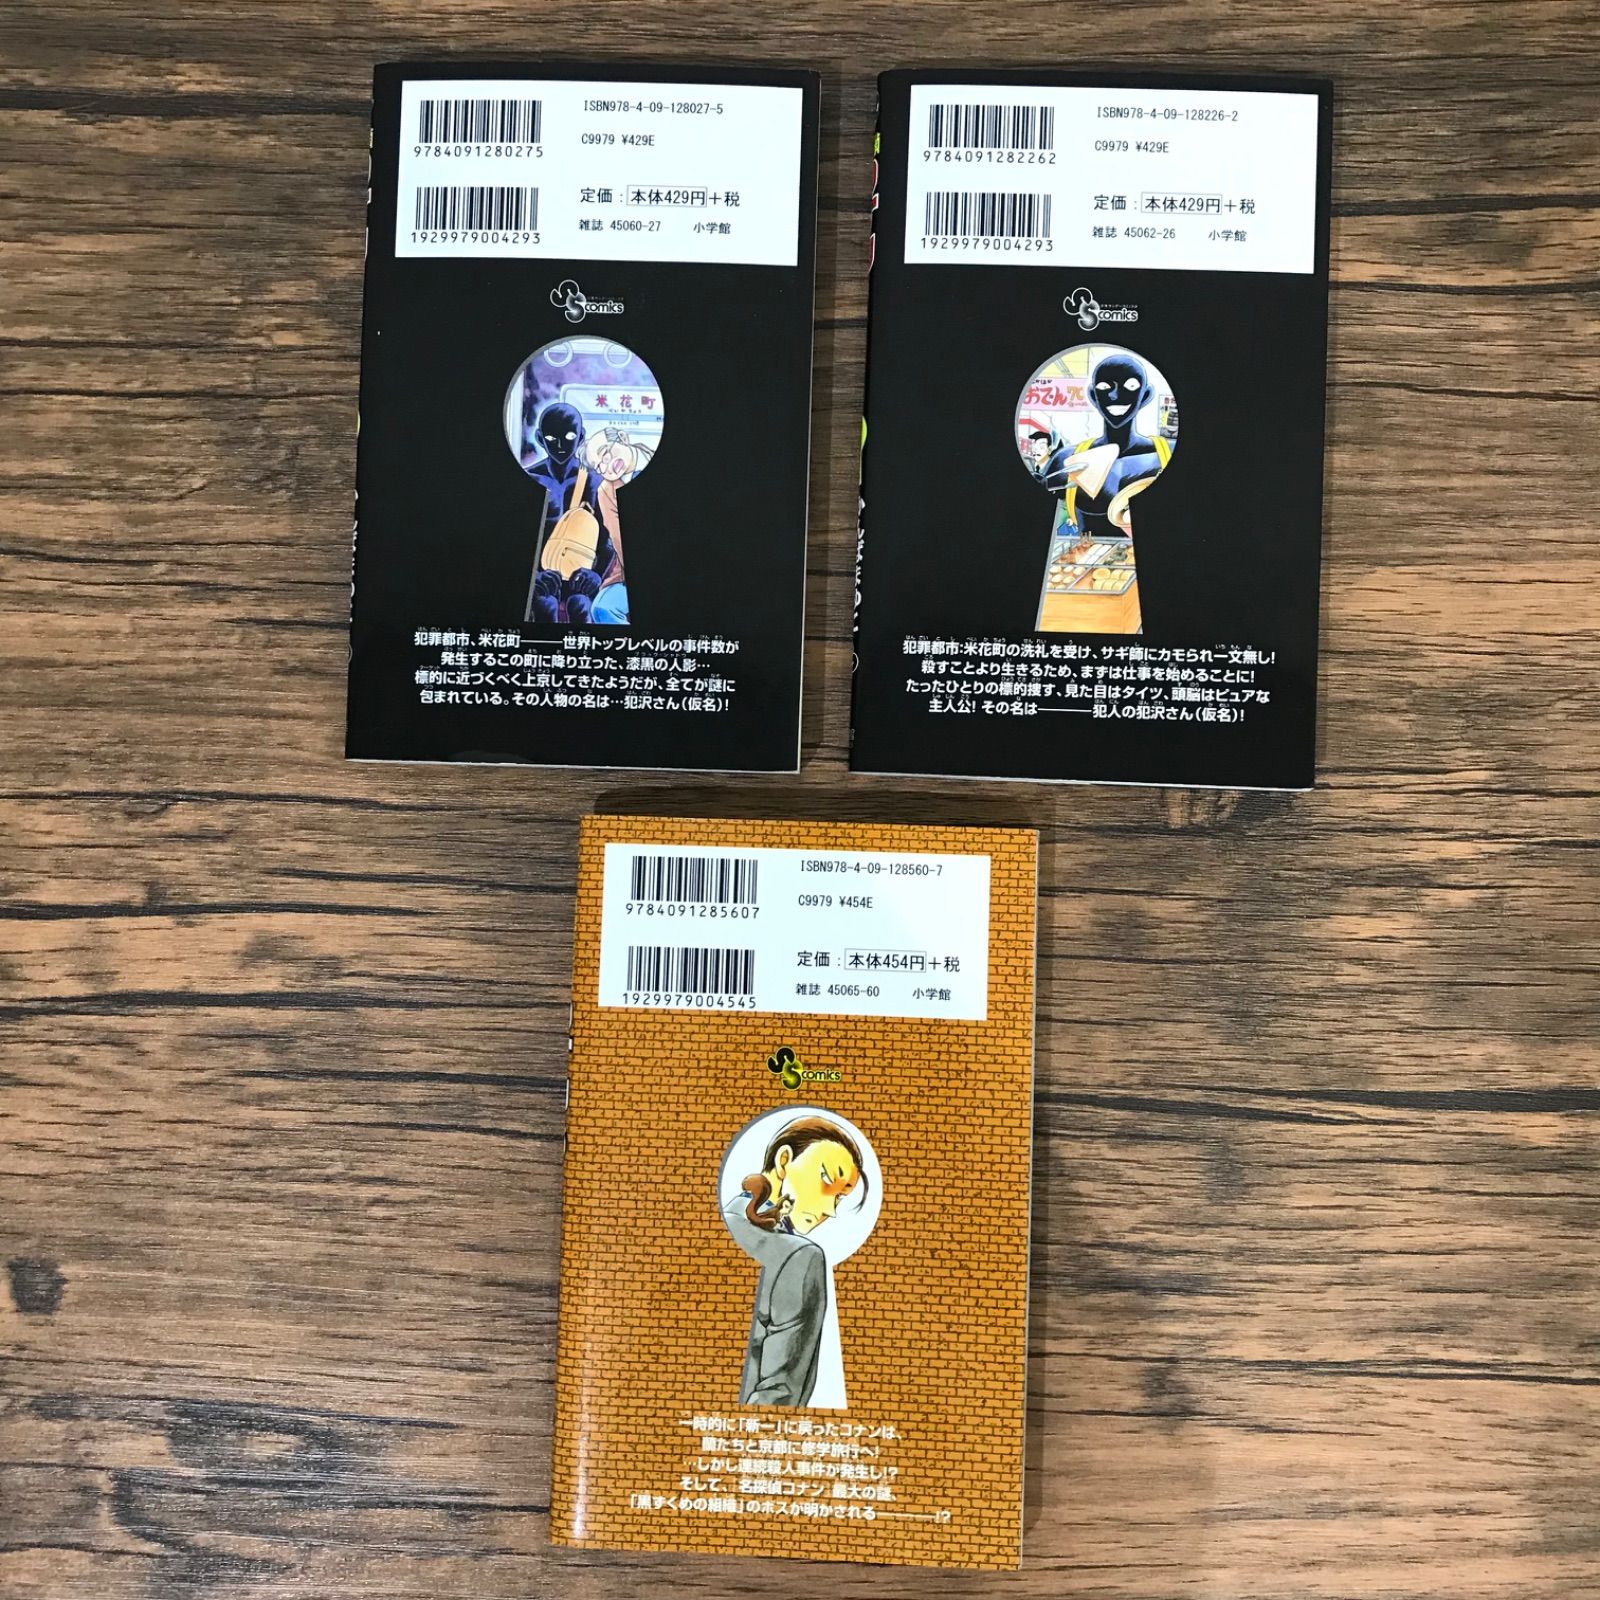 ISBN978-4-09-128027-5
9784091280275
C9979 ¥429E
定価：本体429円+税
1929979004293
雑誌 45060-27 小学館
comics
米花町
犯罪都市、米花町―――世界トップレベルの事件数が
発生するこの町に降り立った、漆黒の人影…
標的に近づくべく上京してきたようだが、全てが謎に
包まれている。その人物の名は…犯沢さん（仮名）！
ISBN978-4-09-128226-2
9784091282262
C9979 ¥429E
定価：本体429円+税
1929979004293
雑誌 45062-26 小学館
comics
おでん
犯罪都市：米花町の洗礼を受け、サギ師にカモられ一文無し！
殺すことより生きるため、まずは仕事を始めることに！
たったひとりの標的捜す、見た目はタイツ、頭脳はピュアな
主人公！その名は―――犯人の犯沢さん（仮名）！
ISBN978-4-09-128560-7
9784091285607
C9979 ¥454E
定価：本体454円+税
1929979004545
雑誌 45065-60 小学館
comics
一時的に「新一」に戻ったコナンは、
蘭たちと京都に修学旅行へ！
…しかし連続殺人事件が発生し!?
そして、名探偵コナン 最大の謎、
「黒ずくめの組織」のボスが明かされる―――!?